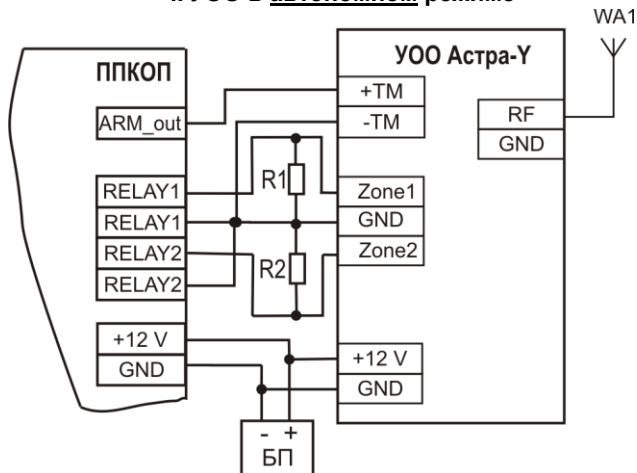 и УОО в автономном режиме
WA1
ППКОП
УОО Астра-Y
ARM_out
RELAY1
RELAY1
RELAY2
RELAY2
+12 V
GND
R1
R2
- +
БП
+TM
-TM
Zone1
GND
Zone2
+12 V
GND
RF
GND